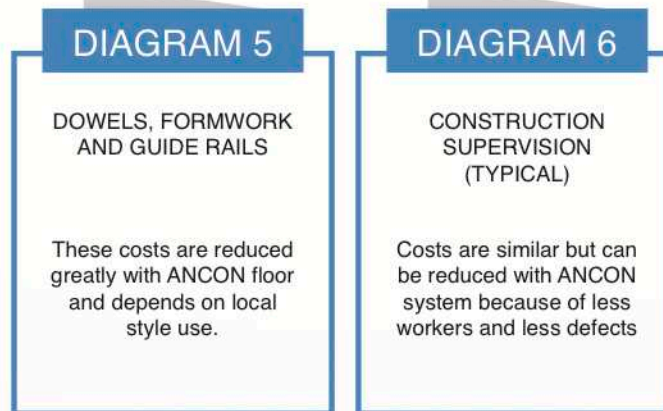 DIAGRAM 5
DOWELS, FORMWORK
AND GUIDE RAILS
These costs are reduced
greatly with ANCON floor
and depends on local
style use.
DIAGRAM 6
CONSTRUCTION
SUPERVISION
(TYPICAL)
Costs are similar but can
be reduced with ANCON
system because of less
workers and less defects